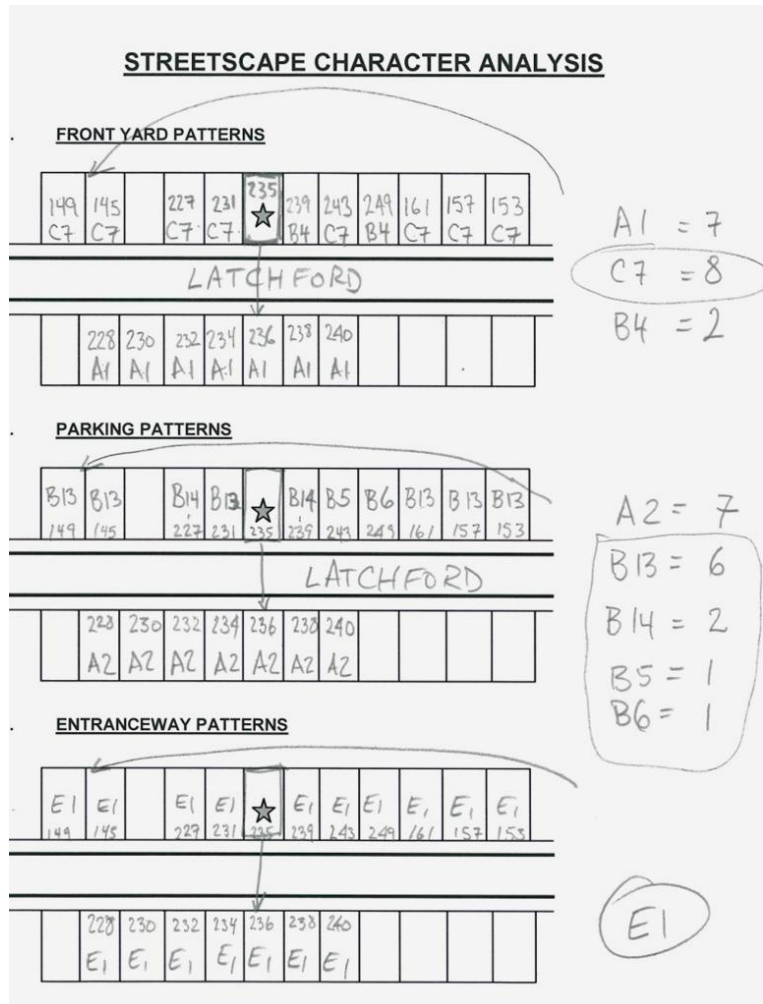 STREETSCAPE CHARACTER ANALYSIS
FRONT YARD PATTERNS
149 145 227 231 235 239 243 249 161 157 153
C7 C7 C7 C7 B4 C7 B4 C7 C7 C7
LATCHFORD
228 230 232 234 236 238 240
A1 A1 A1 A1 A1 A1 A1
A1 = 7
C7 = 8
B4 = 2
PARKING PATTERNS
B13 B13 B14 B13 B14 B5 B6 B13 B13 B13
149 145 227 231 235 239 243 249 161 157 153
LATCHFORD
228 230 232 234 236 238 240
A2 A2 A2 A2 A2 A2 A2
A2 = 7
B13 = 6
B14 = 2
B5 = 1
B6 = 1
ENTRANCEWAY PATTERNS
E1 E1 E1 E1 E1 E1 E1 E1 E1 E1
149 145 227 231 235 239 243 249 161 157 153
228 230 232 234 236 238 240
E1 E1 E1 E1 E1 E1 E1
E1